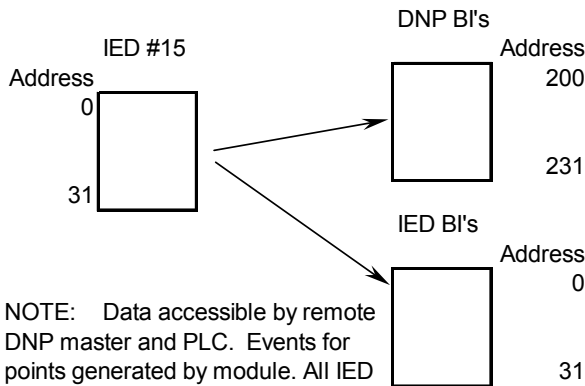 DNP BI's
IED #15
Address
Address
0
200
31
231
IED BI's
Address
0
NOTE: Data accessible by remote
DNP master and PLC. Events for
points generated by module. All IED
31